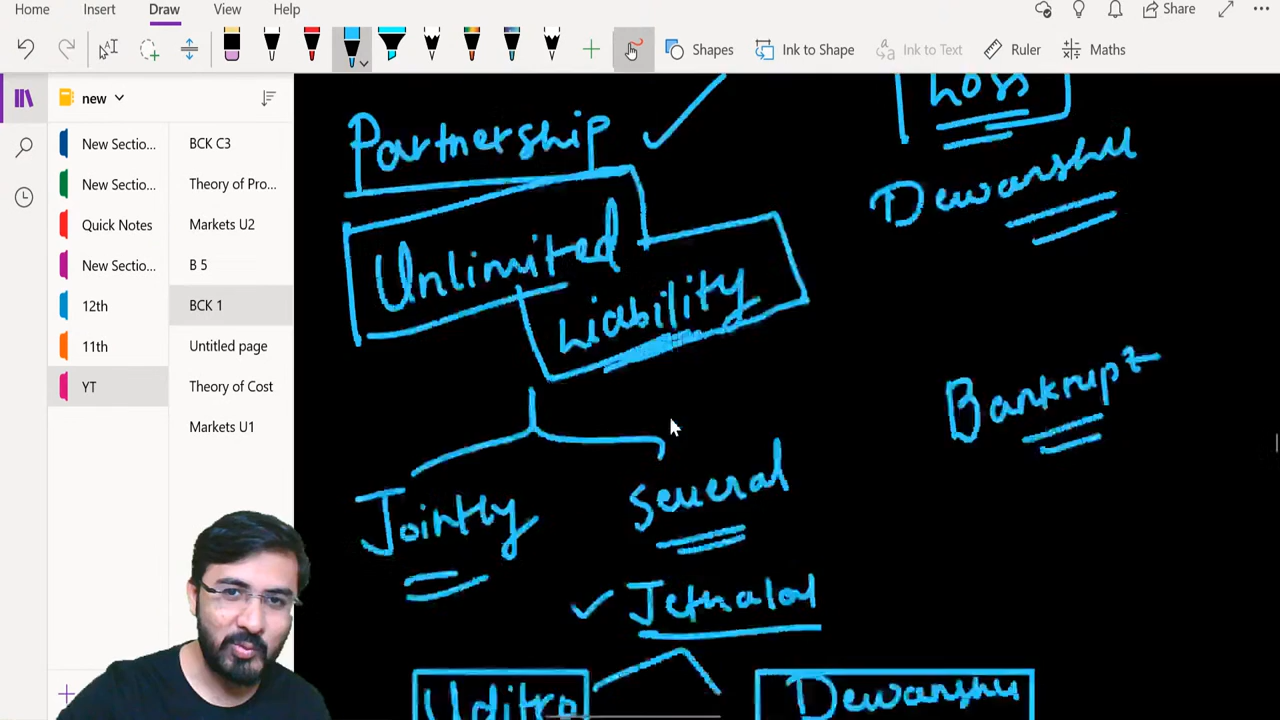 Home Insert Draw View Help Share
Shapes Ink to Shape Ink to Text Ruler Maths
new
New Sectio...
New Sectio...
Quick Notes
New Sectio...
12th
11th
YT
BCK C3
Theory of Pro...
Markets U2
B 5
BCK 1
Untitled page
Theory of Cost
Markets U1
Loss
Partnership
Dewanshu
Unlimited
Liability
Bankrupt
Jointly
Several
Jethalal
Uditra
Dewanshu